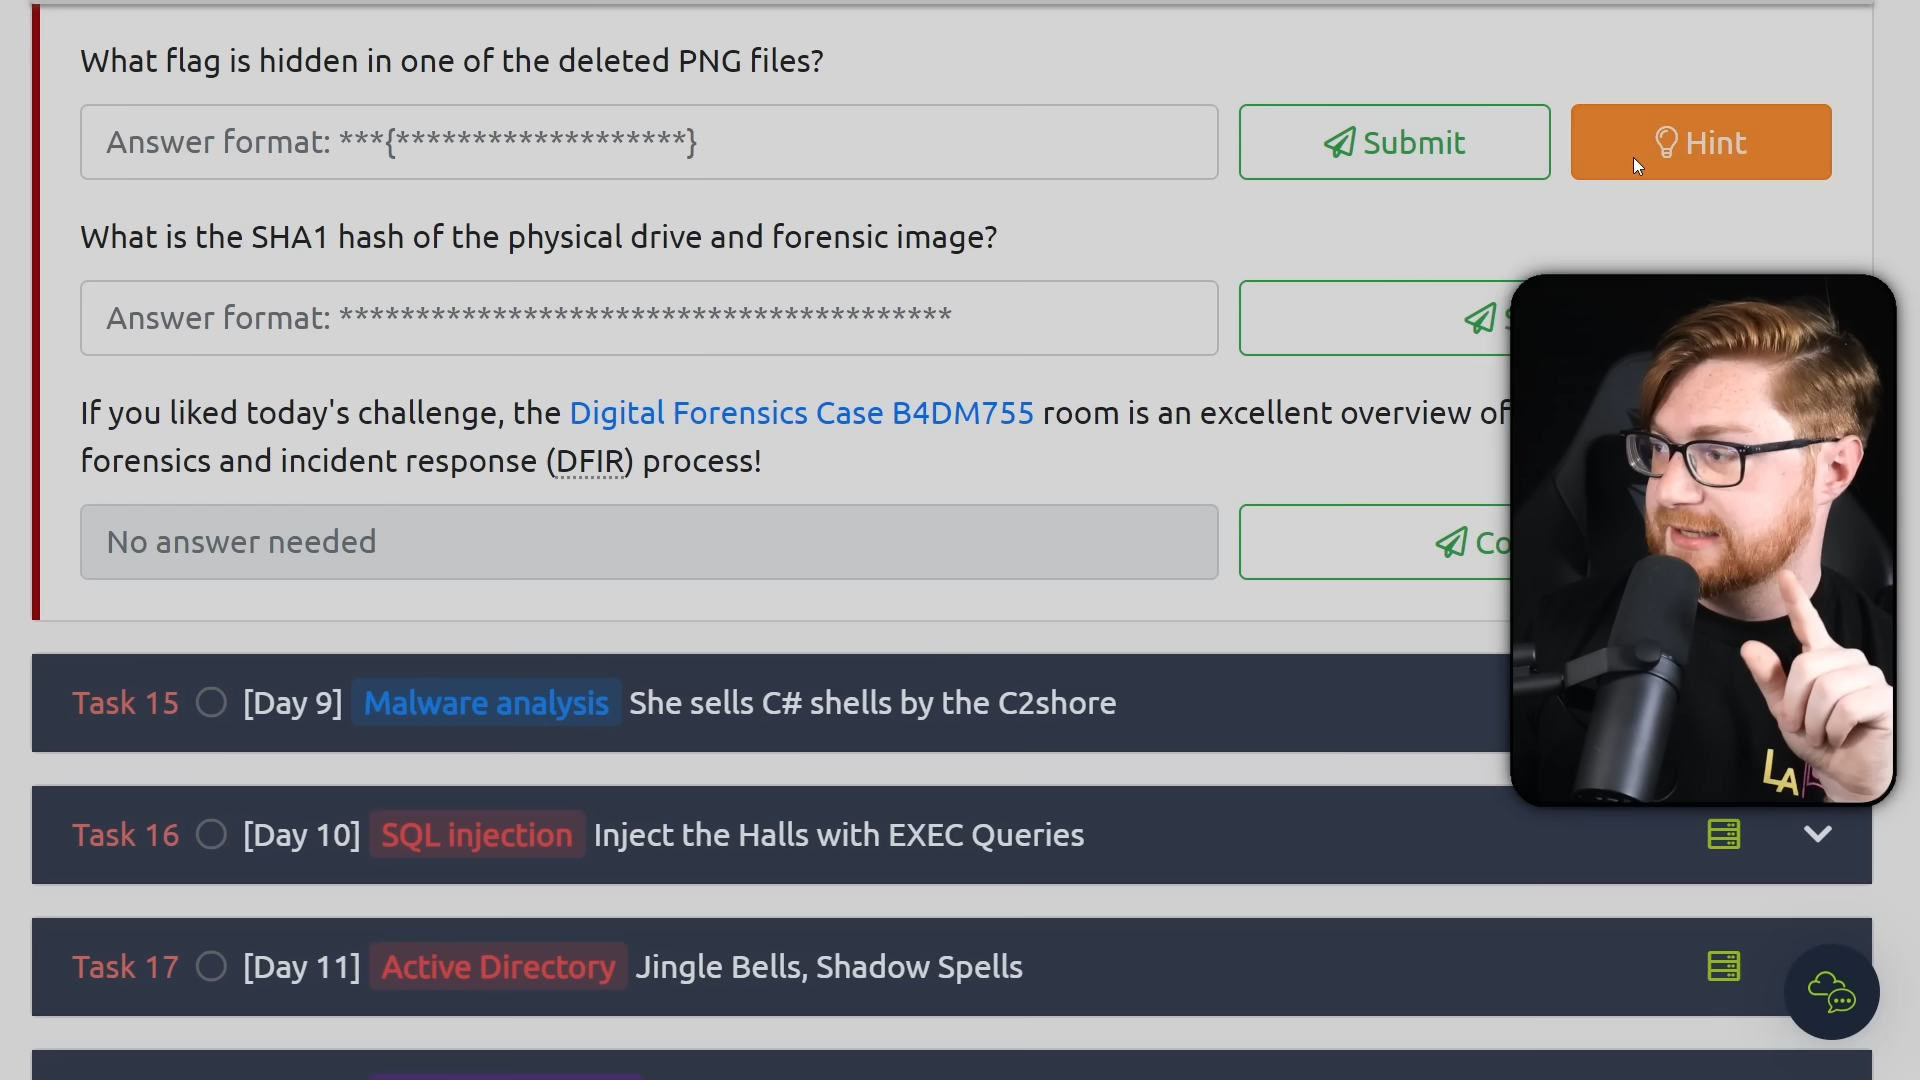 What flag is hidden in one of the deleted PNG files?
Answer format: ***{*******************}
Submit
Hint
What is the SHA1 hash of the physical drive and forensic image?
Answer format: ****************************************
If you liked today's challenge, the Digital Forensics Case B4DM755 room is an excellent overview of
forensics and incident response (DFIR) process!
No answer needed
Co
Task 15 [Day 9] Malware analysis She sells C# shells by the C2shore
Task 16 [Day 10] SQL injection Inject the Halls with EXEC Queries
Task 17 [Day 11] Active Directory Jingle Bells, Shadow Spells
LA